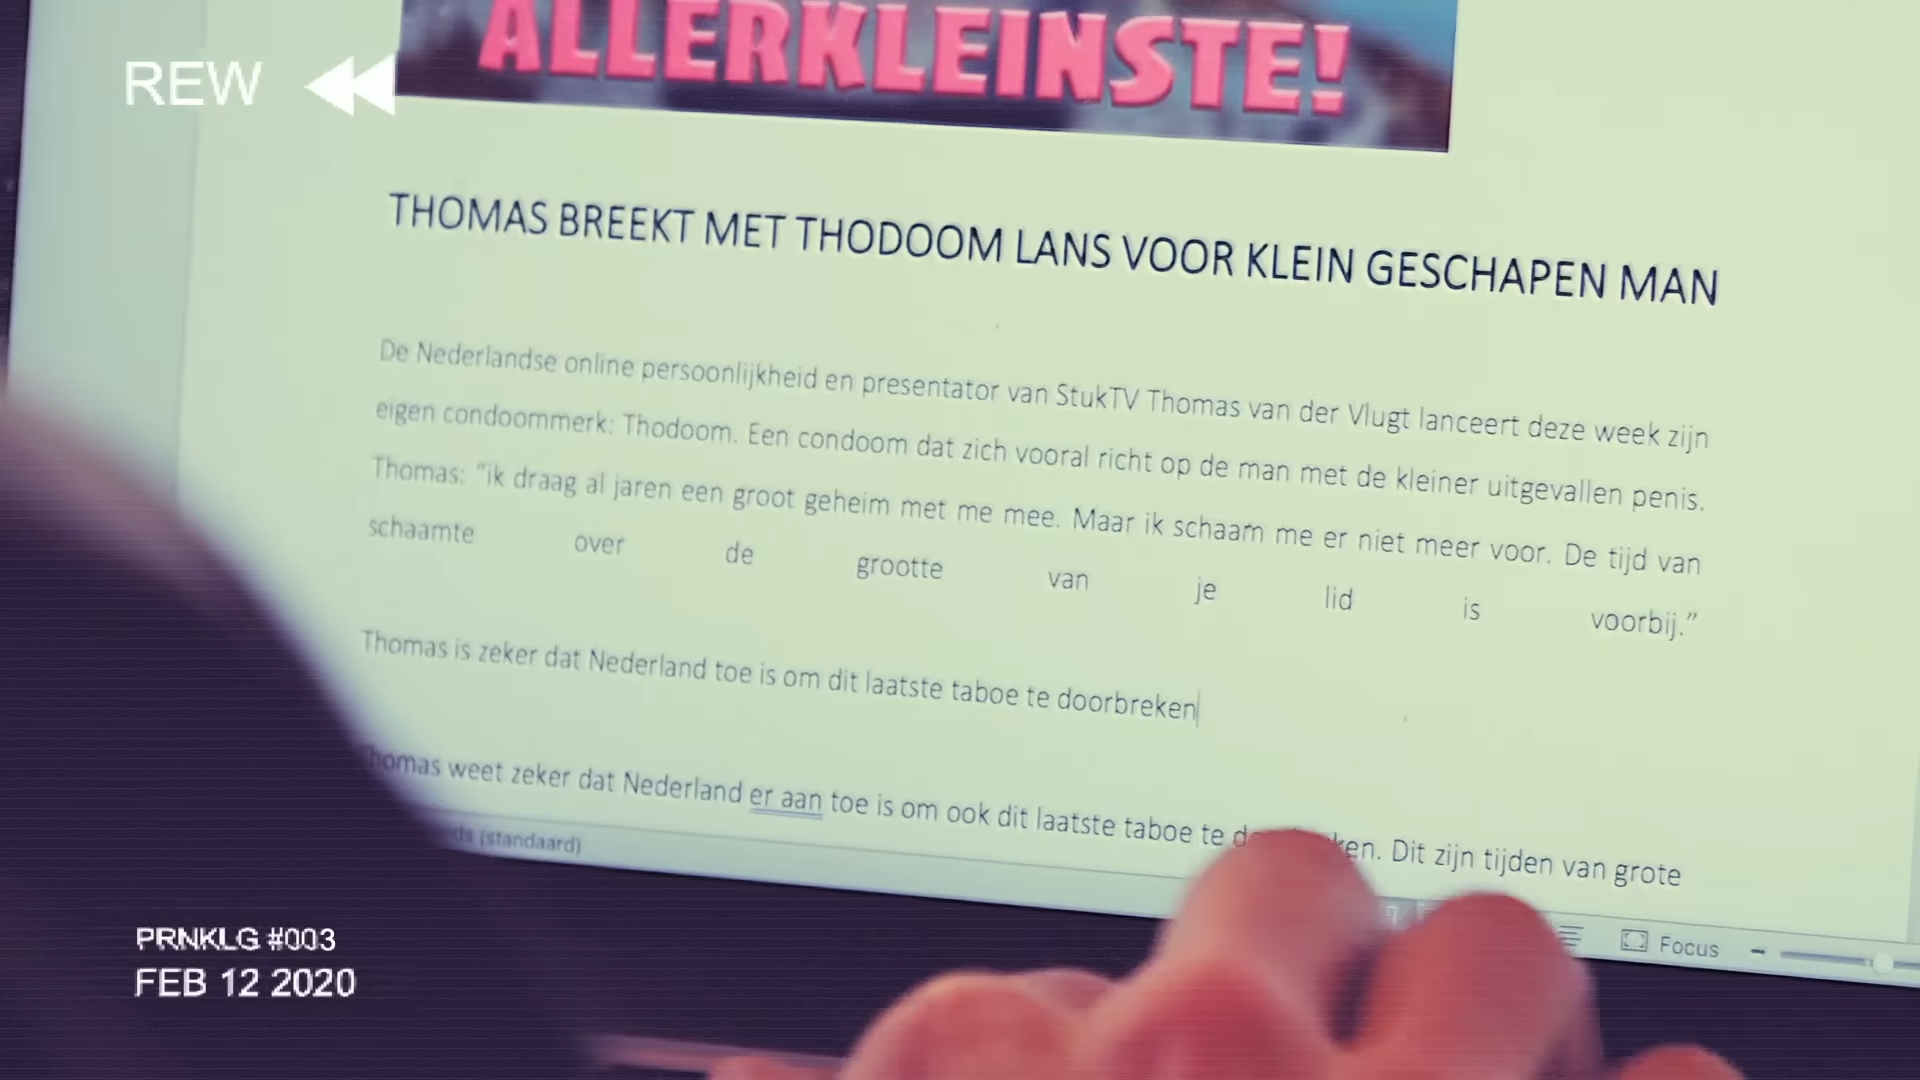 ALLERKLEINSTE!
REW
THOMAS BREEKT MET THODOOM LANS VOOR KLEIN GESCHAPEN MAN
De Nederlandse online persoonlijkheid en presentator van StukTV Thomas van der Vlugt lanceert deze week zijn
eigen condoommerk: Thodoom. Een condoom dat zich vooral richt op de man met de kleiner uitgevallen penis.
Thomas: “ik draag al jaren een groot geheim met me mee. Maar ik schaam me er niet meer voor. De tijd van
schaamte over de grootte van je lid is voorbij.”
Thomas is zeker dat Nederland toe is om dit laatste taboe te doorbreken
Thomas weet zeker dat Nederland er aan toe is om ook dit laatste taboe te Dit zijn tijden van grote
(standaard)
Focus
PRNKLG #003
FEB 12 2020